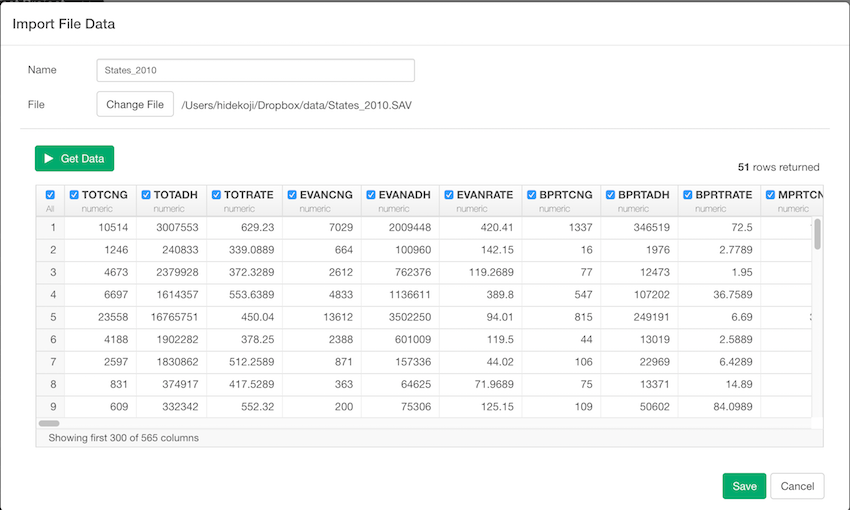 Import File Data
Name States_2010
File Change File /Users/hidekoji/Dropbox/data/States_2010.SAV
Get Data
51 rows returned
TOTCNG TOTADH TOTRATE EVANCNG EVANADH EVANRATE BPRTCNG BPRTADH BPRTRATE MPRTCN
All numeric numeric numeric numeric numeric numeric numeric numeric numeric numeric
1 10514 3007553 629.23 7029 2009448 420.41 1337 346519 72.5
2 1246 240833 339.0889 664 100960 142.15 16 1976 2.7789
3 4673 2379928 372.3289 2612 762376 119.2689 77 12473 1.95
4 6697 1614357 553.6389 4833 1136611 389.8 547 107202 36.7589
5 23558 16765751 450.04 13612 3502250 94.01 815 249191 6.69
6 4188 1902282 378.25 2388 601009 119.5 44 13019 2.5889
7 2597 1830862 512.2589 871 157336 44.02 106 22969 6.4289
8 831 374917 417.5289 363 64625 71.9689 75 13371 14.89
9 609 332342 552.32 200 75306 125.15 109 50602 84.0989
Showing first 300 of 565 columns
Save Cancel